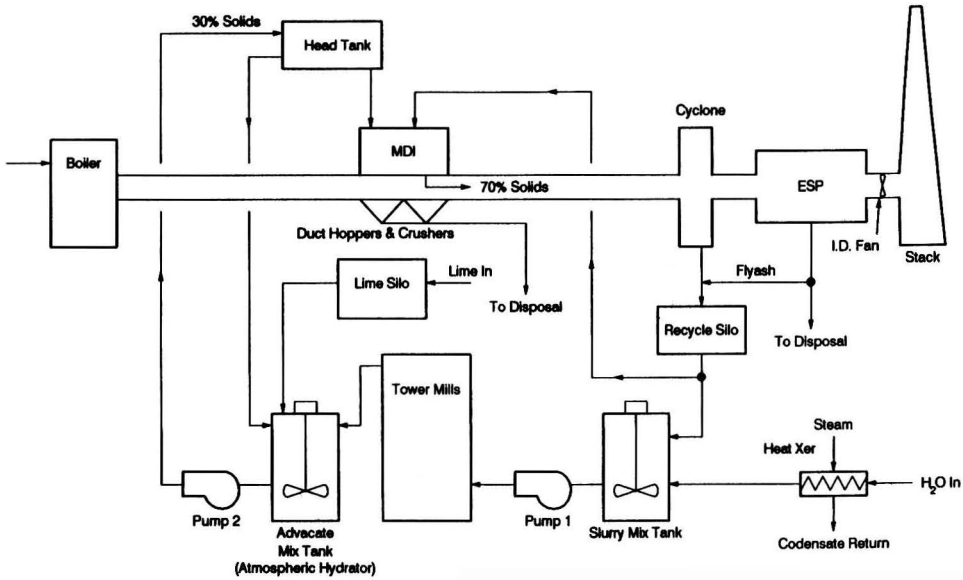 30% Solids
Head Tank
Cyclone
Boiler
MDI
70% Solids
ESP
Duct Hoppers & Crushers
I.D. Fan
Stack
Lime Silo
Lime In
Flyash
To Disposal
Recycle Silo
To Disposal
Tower Mills
Steam
Heat Xer
H₂O In
Pump 2
Advacate
Mix Tank
(Atmospheric Hydrator)
Pump 1
Slurry Mix Tank
Codensate Return